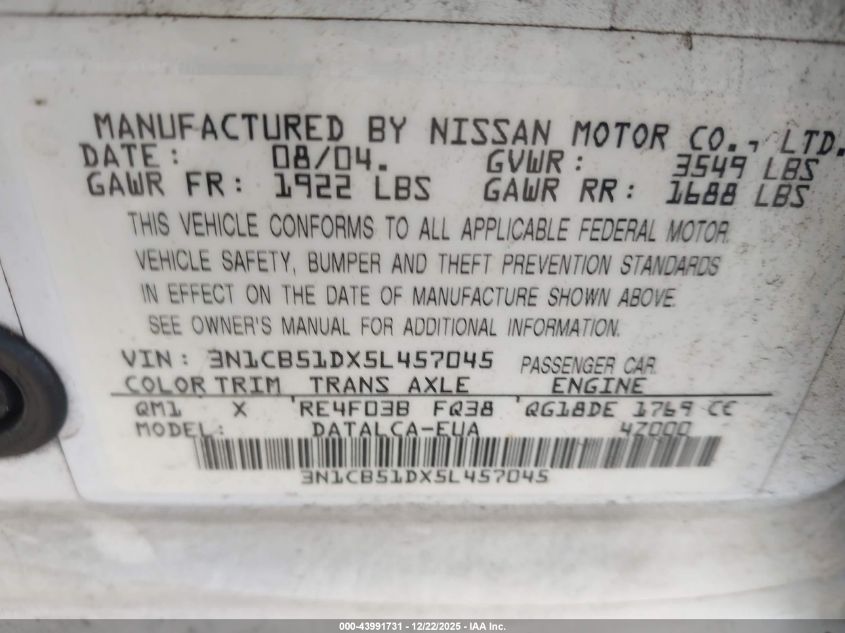 MANUFACTURED BY NISSAN MOTOR CO., LTD.
DATE: 08/04. GVWR: 3549 LBS
GAWR FR: 1922 LBS GAWR RR: 1688 LBS
THIS VEHICLE CONFORMS TO ALL APPLICABLE FEDERAL MOTOR
VEHICLE SAFETY, BUMPER AND THEFT PREVENTION STANDARDS
IN EFFECT ON THE DATE OF MANUFACTURE SHOWN ABOVE.
SEE OWNER'S MANUAL FOR ADDITIONAL INFORMATION.
VIN: 3N1CB51DX5L457045 PASSENGER CAR
COLOR TRIM TRANS AXLE ENGINE
QM1 X RE4F03B FQ38 QG18DE 1769 CC
MODEL: DATALCA-EUA 4Z000
3N1CB51DX5L457045
000-43991731 - 12/22/2025 - IAA Inc.